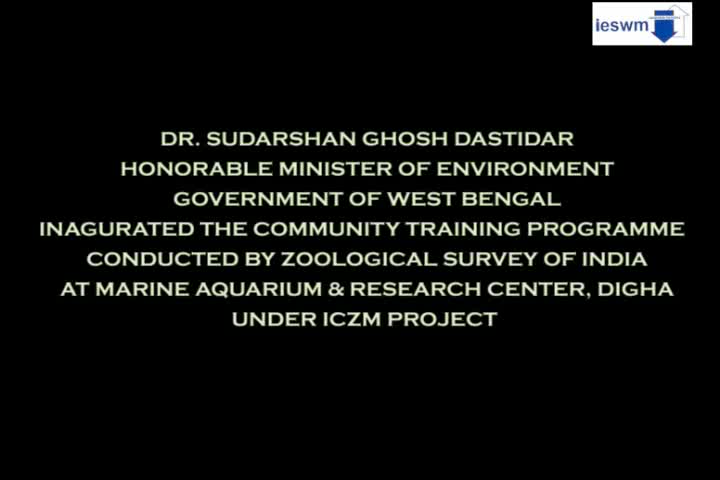 ieswm
DR. SUDARSHAN GHOSH DASTIDAR
HONORABLE MINISTER OF ENVIRONMENT
GOVERNMENT OF WEST BENGAL
INAGURATED THE COMMUNITY TRAINING PROGRAMME
CONDUCTED BY ZOOLOGICAL SURVEY OF INDIA
AT MARINE AQUARIUM & RESEARCH CENTER, DIGHA
UNDER ICZM PROJECT